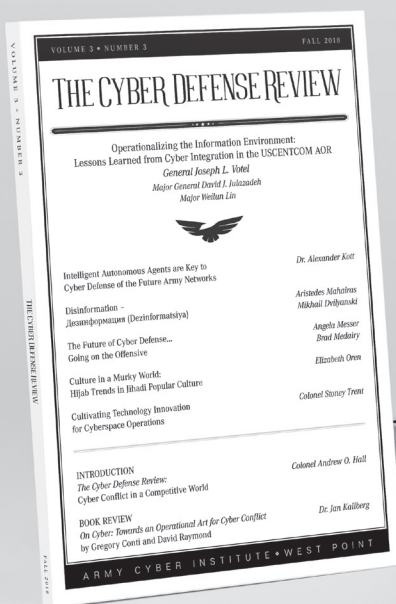 VOLUME 3 • NUMBER 3
FALL 2018
THE CYBER DEFENSE REVIEW
Operationalizing the Information Environment:
Lessons Learned from Cyber Integration in the USCENTCOM AOR
General Joseph L. Votel
Major General David J. Julazadeh
Major Weilun Lin
Intelligent Autonomous Agents are Key to
Cyber Defense of the Future Army Networks
Dr. Alexander Kott
Disinformation –
Дезинформация (Dezinformatsiya)
Aristedes Mahairas
Mikhail Dvilyanski
The Future of Cyber Defense...
Going on the Offensive
Angela Messer
Brad Medairy
Culture in a Murky World:
Hijab Trends in Jihadi Popular Culture
Elizabeth Oren
Cultivating Technology Innovation
for Cyberspace Operations
Colonel Stoney Trent
INTRODUCTION
The Cyber Defense Review:
Cyber Conflict in a Competitive World
Colonel Andrew O. Hall
BOOK REVIEW
On Cyber: Towards an Operational Art for Cyber Conflict
by Gregory Conti and David Raymond
Dr. Jan Kallberg
ARMY CYBER INSTITUTE • WEST POINT
VOLUME 3 • NUMBER 3
THE CYBER DEFENSE REVIEW
FALL 2018